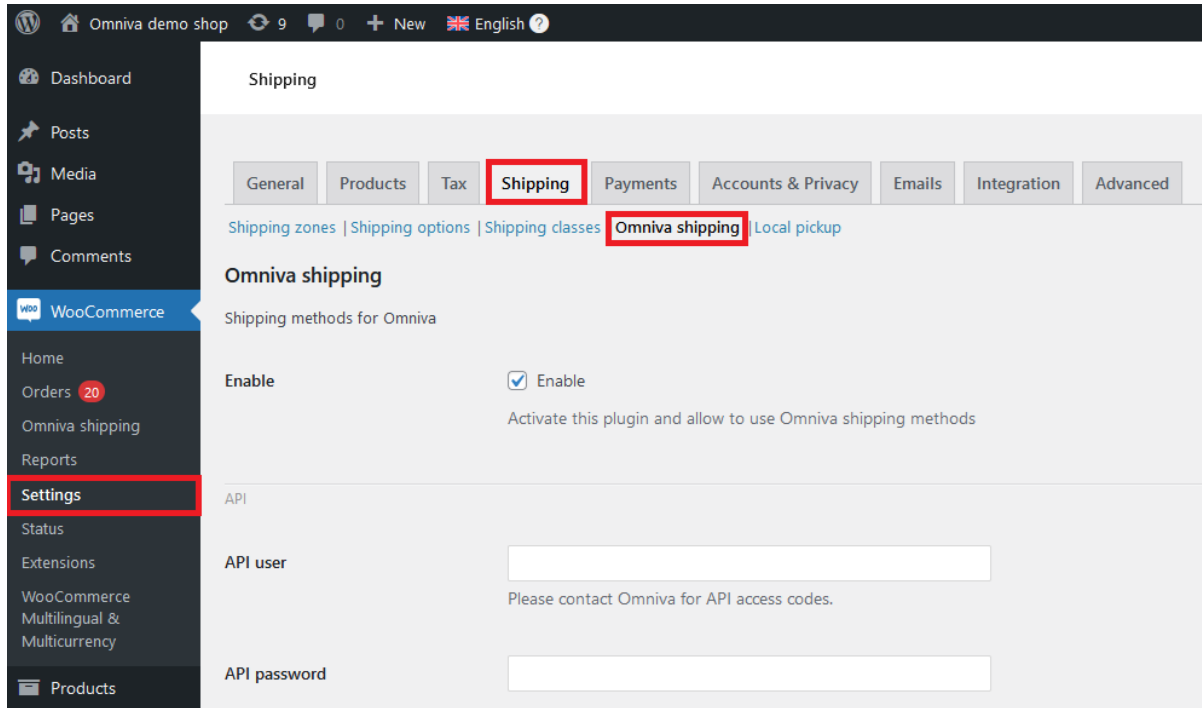 Omniva demo shop 9 0 + New English ?
Dashboard
Posts
Media
Pages
Comments
WOO WooCommerce
Home
Orders 20
Omniva shipping
Reports
Settings
Status
Extensions
WooCommerce
Multilingual &
Multicurrency
Products
Shipping
General Products Tax Shipping Payments Accounts & Privacy Emails Integration Advanced
Shipping zones | Shipping options | Shipping classes Omniva shipping | Local pickup
Omniva shipping
Shipping methods for Omniva
Enable Enable
Activate this plugin and allow to use Omniva shipping methods
API
API user
Please contact Omniva for API access codes.
API password